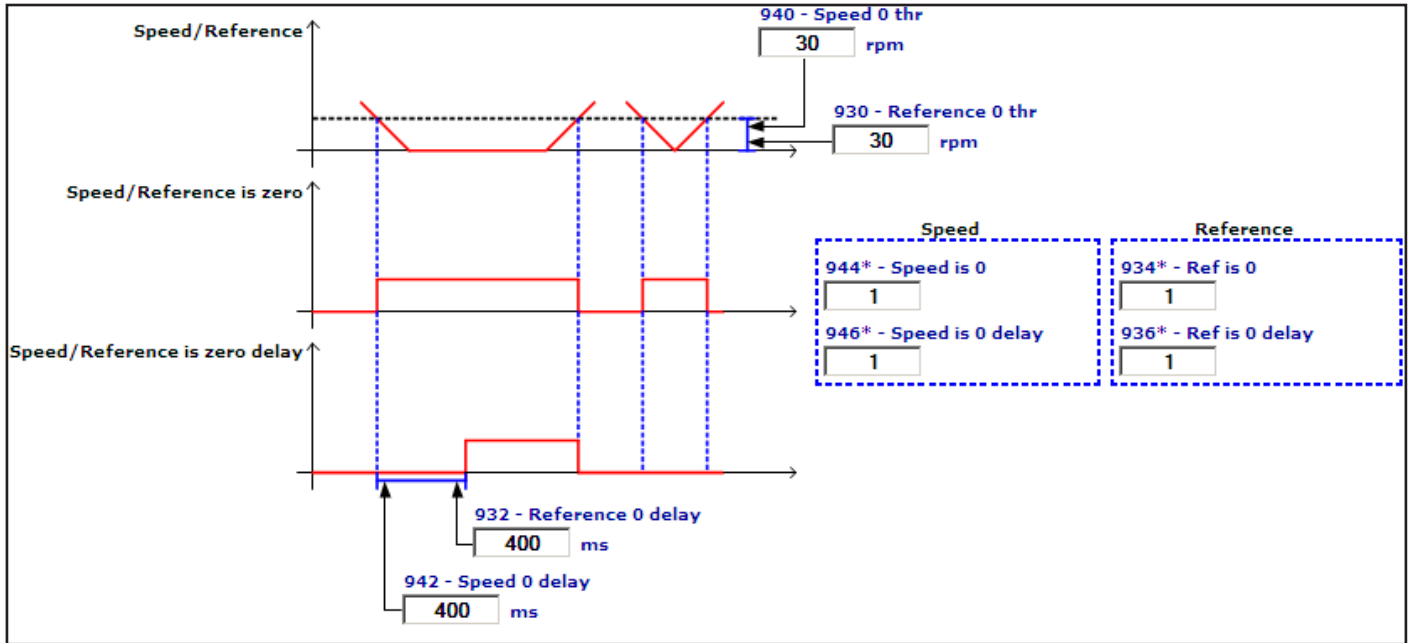 940 - Speed 0 thr
Speed/Reference
30 rpm
930 - Reference 0 thr
30 rpm
Speed/Reference is zero
Speed Reference
944* - Speed is 0 934* - Ref is 0
1 1
946* - Speed is 0 delay 936* - Ref is 0 delay
Speed/Reference is zero delay
1 1
932 - Reference 0 delay
400 ms
942 - Speed 0 delay
400 ms